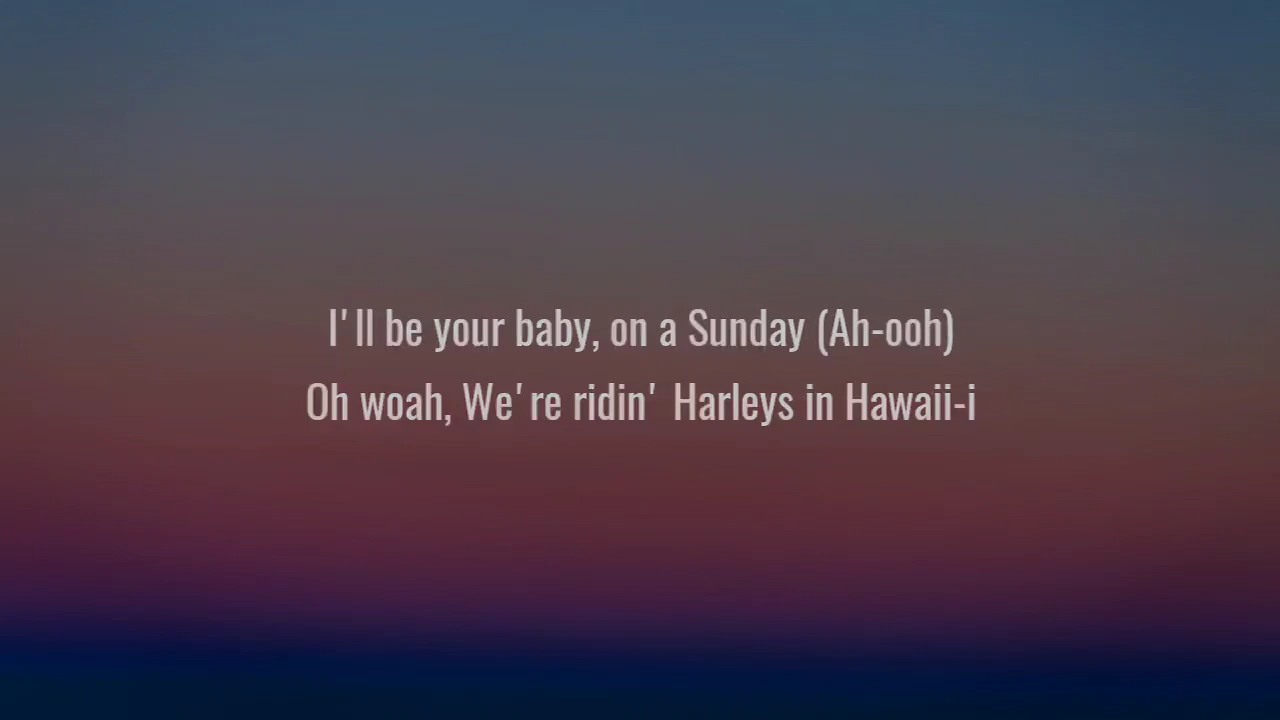 I'll be your baby, on a Sunday (Ah-ooh)
Oh woah, We're ridin' Harleys in Hawaii-i